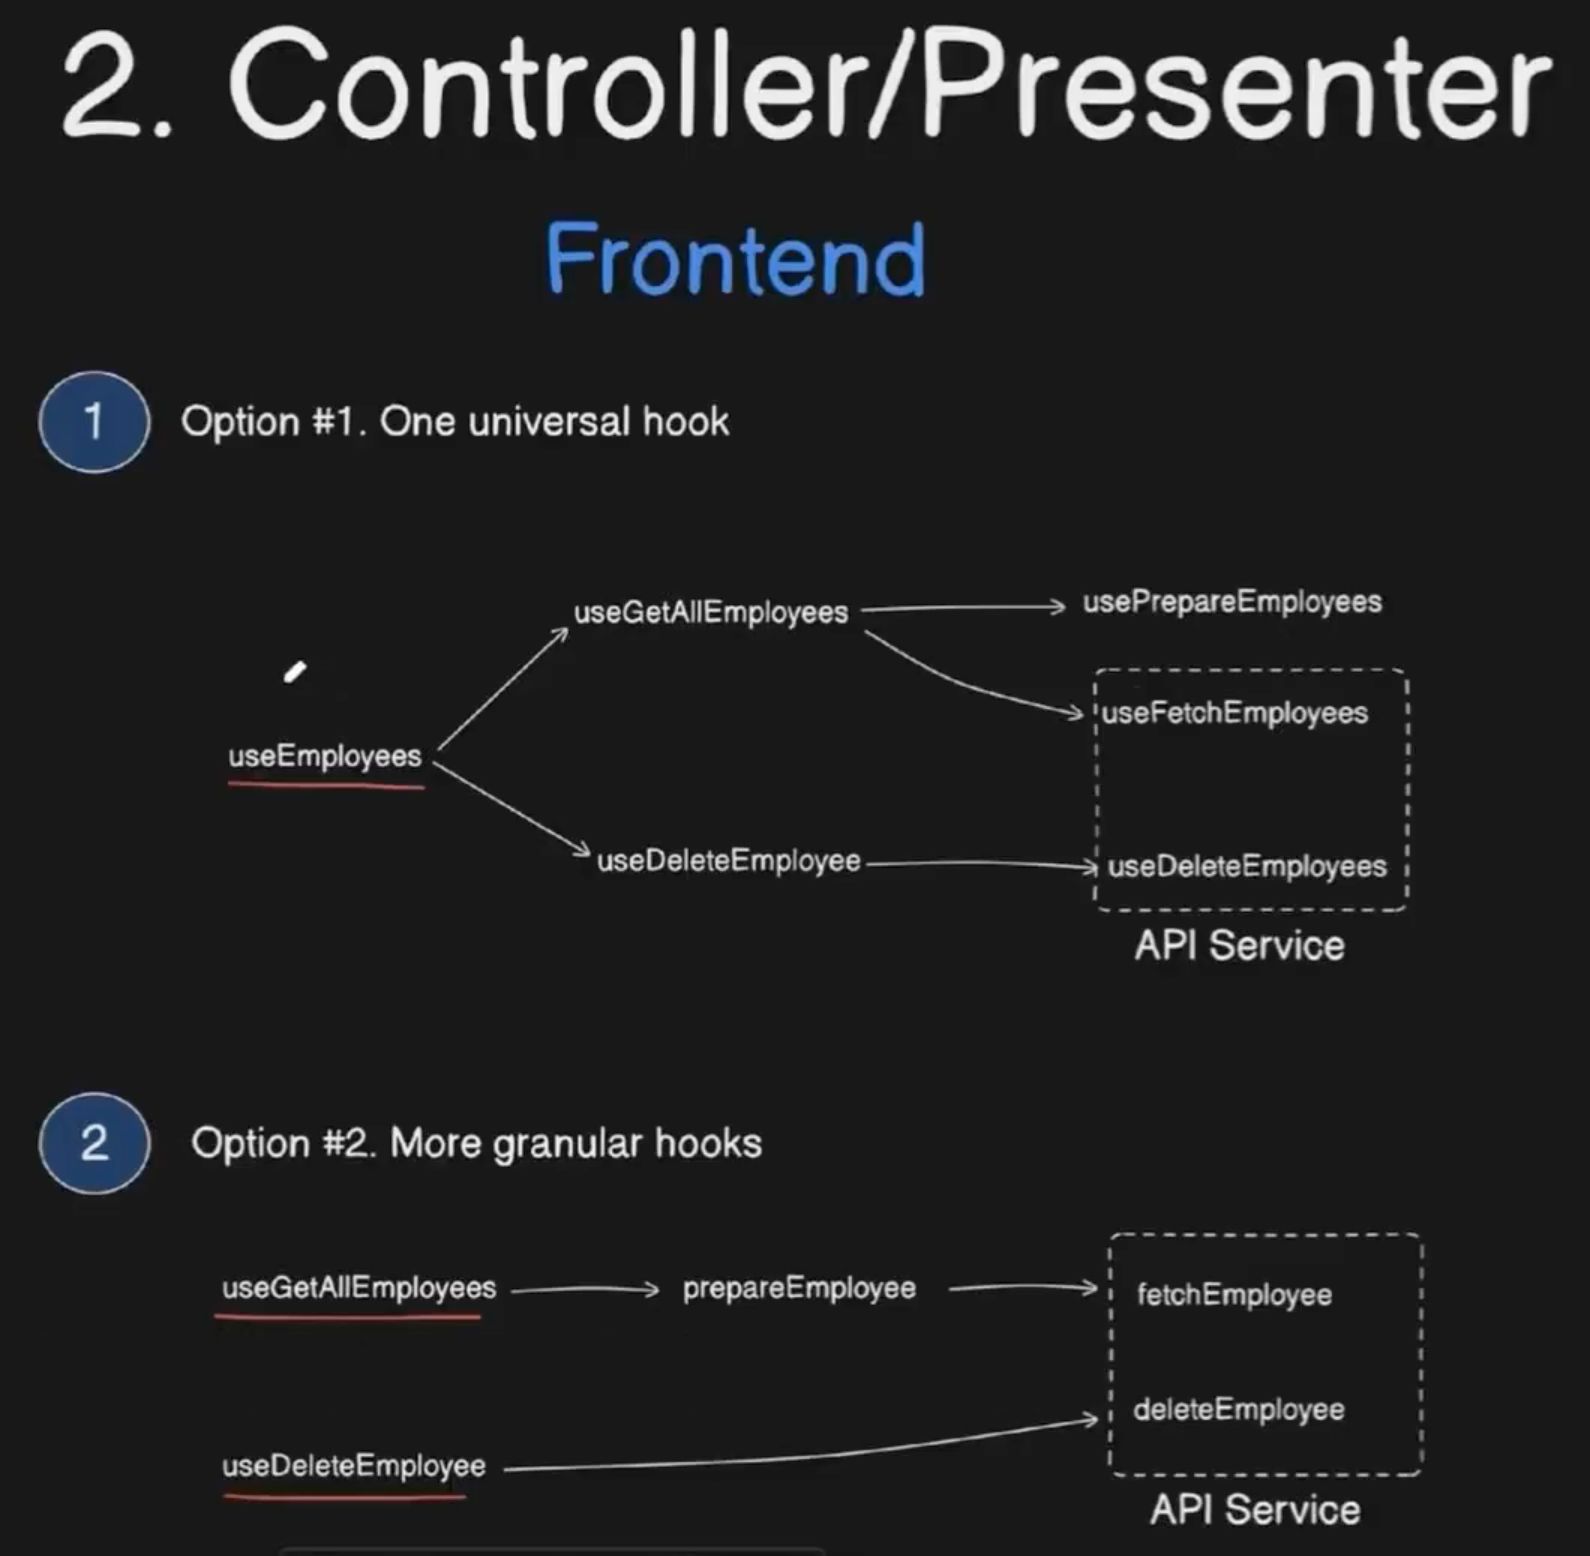 2. Controller/Presenter
Frontend
1
Option #1. One universal hook
useGetAllEmployees
usePrepareEmployees
useFetchEmployees
useEmployees
useDeleteEmployee
useDeleteEmployees
API Service
2
Option #2. More granular hooks
useGetAllEmployees
prepareEmployee
fetchEmployee
deleteEmployee
useDeleteEmployee
API Service